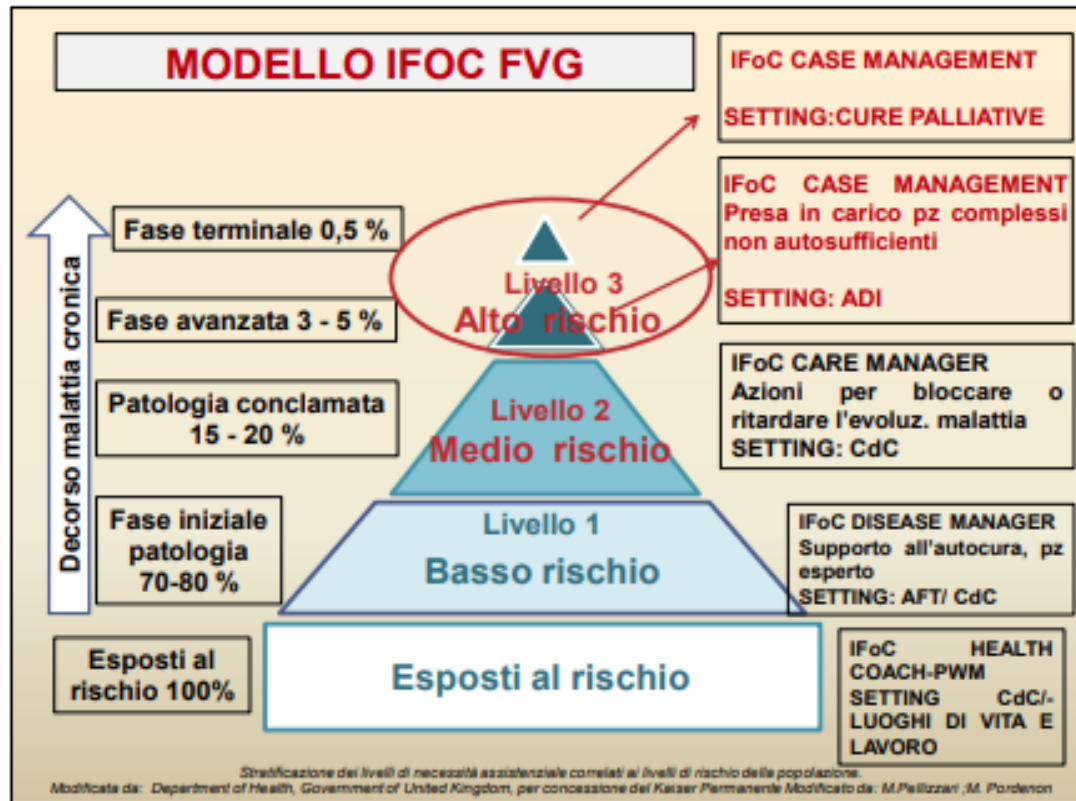 MODELLO IFOC FVG
IFoC CASE MANAGEMENT
SETTING:CURE PALLIATIVE
IFoC CASE MANAGEMENT
Presa in carico pz complessi
non autosufficienti
SETTING: ADI
IFoC CARE MANAGER
Azioni per bloccare o
ritardare l'evoluz. malattia
SETTING: CdC
IFoC DISEASE MANAGER
Supporto all'autocura, pz
esperto
SETTING: AFT/ CdC
IFoC HEALTH
COACH-PWM
SETTING CdC/-
LUOGHI DI VITA E
LAVORO
Decorso malattia cronica
Fase terminale 0,5 %
Fase avanzata 3 - 5 %
Patologia conclamata
15 - 20 %
Fase iniziale
patologia
70-80 %
Esposti al
rischio 100%
Livello 3
Alto rischio
Livello 2
Medio rischio
Livello 1
Basso rischio
Esposti al rischio
Stratificazione dei livelli di necessità assistenziale correlati ai livelli di rischio della popolazione.
Modificata da: Department of Health, Government of United Kingdom, per concessione del Kaiser Permanente Modificato da: M.Pellizzari ;M. Pordenon